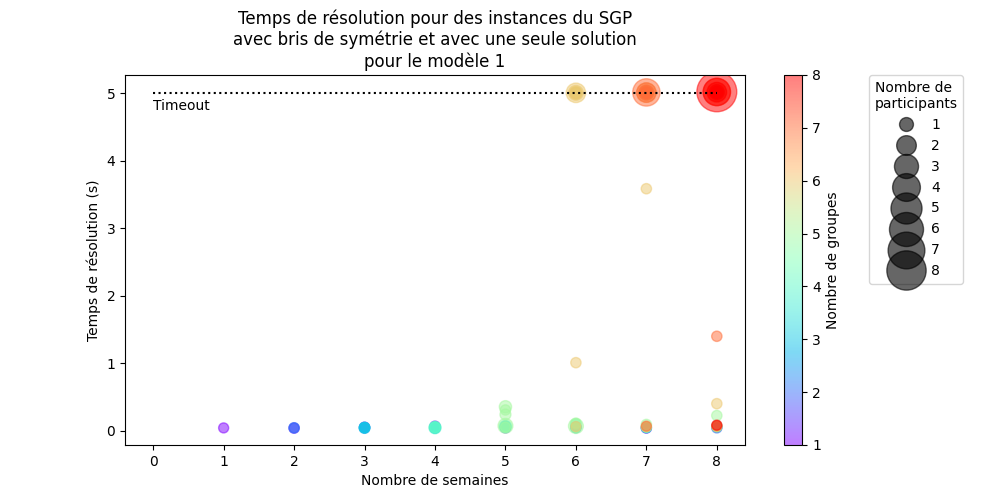 Temps de résolution pour des instances du SGP
avec bris de symétrie et avec une seule solution
pour le modèle 1
Temps de résolution (s)
5
4
3
2
1
0
Timeout
0 1 2 3 4 5 6 7 8
Nombre de semaines
8
7
6
5
4
3
2
1
Nombre de groupes
Nombre de
participants
1
2
3
4
5
6
7
8